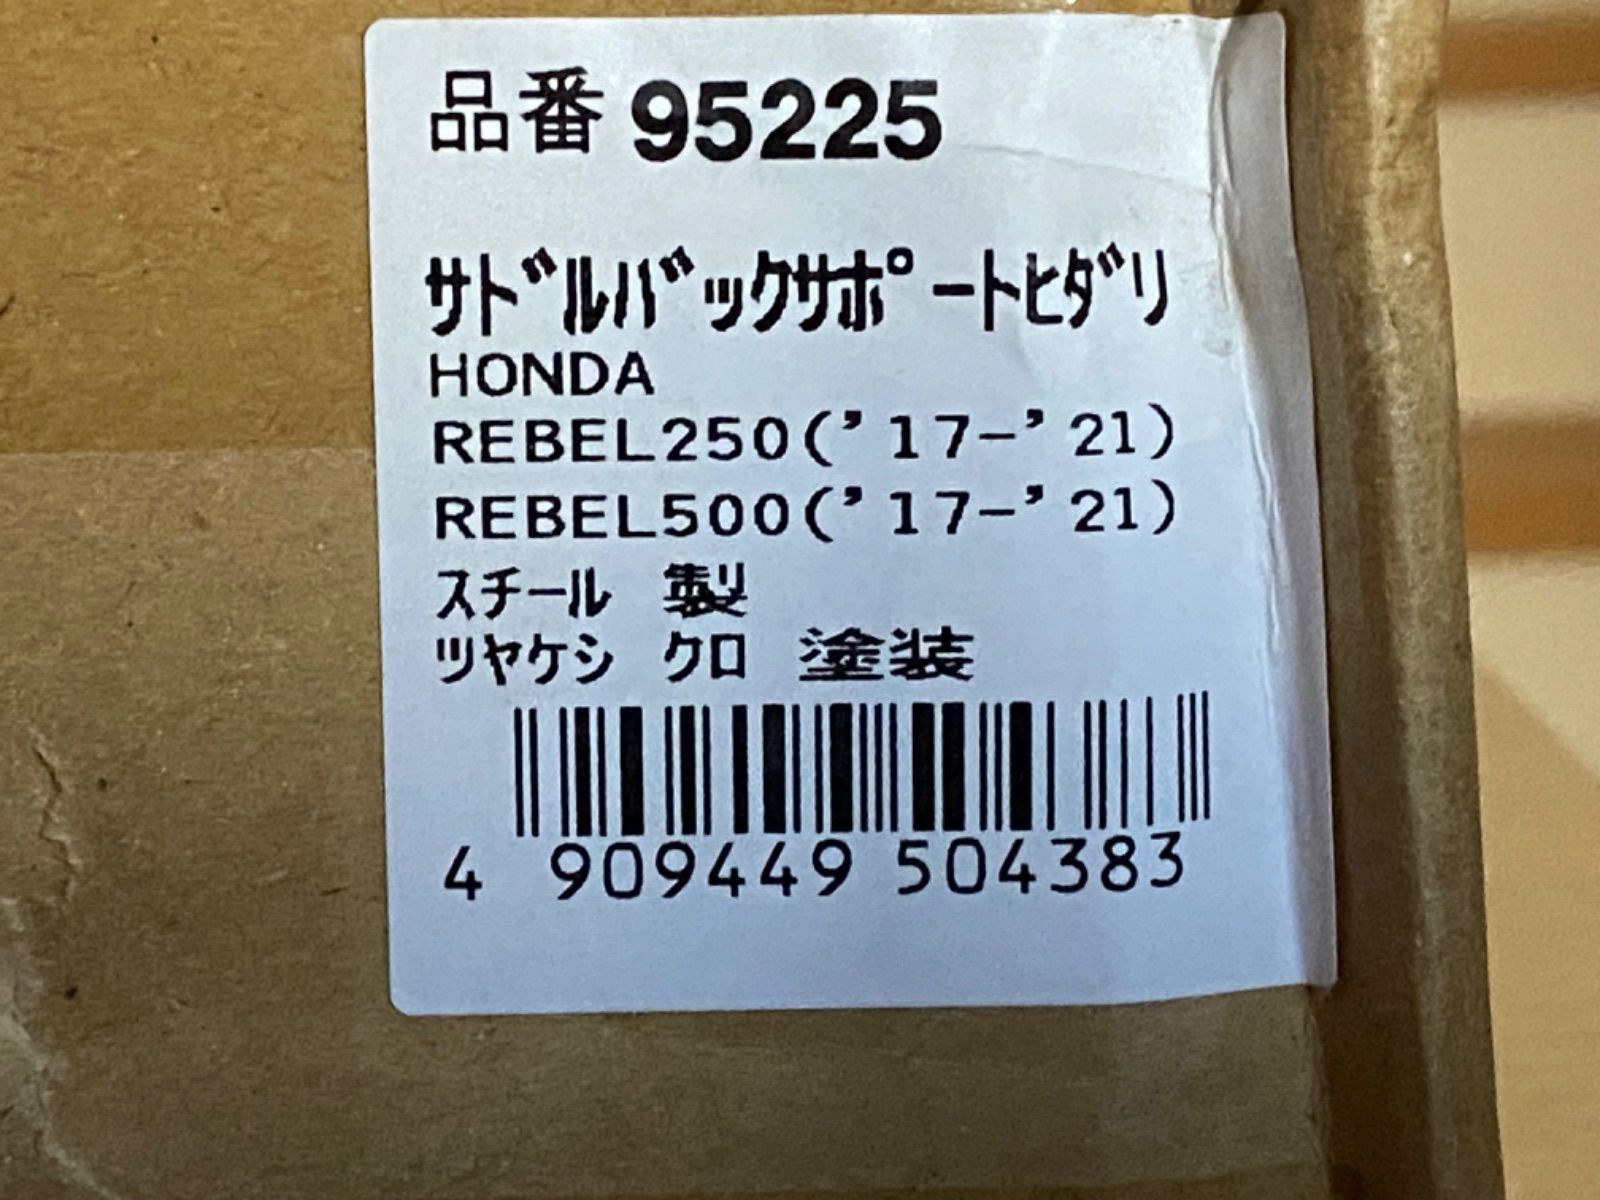 品番 95225
サドルバックサポートヒダリ
HONDA
REBEL250('17-'21)
REBEL500('17-'21)
スチール 製
ツヤケシ クロ 塗装
4 909449 504383